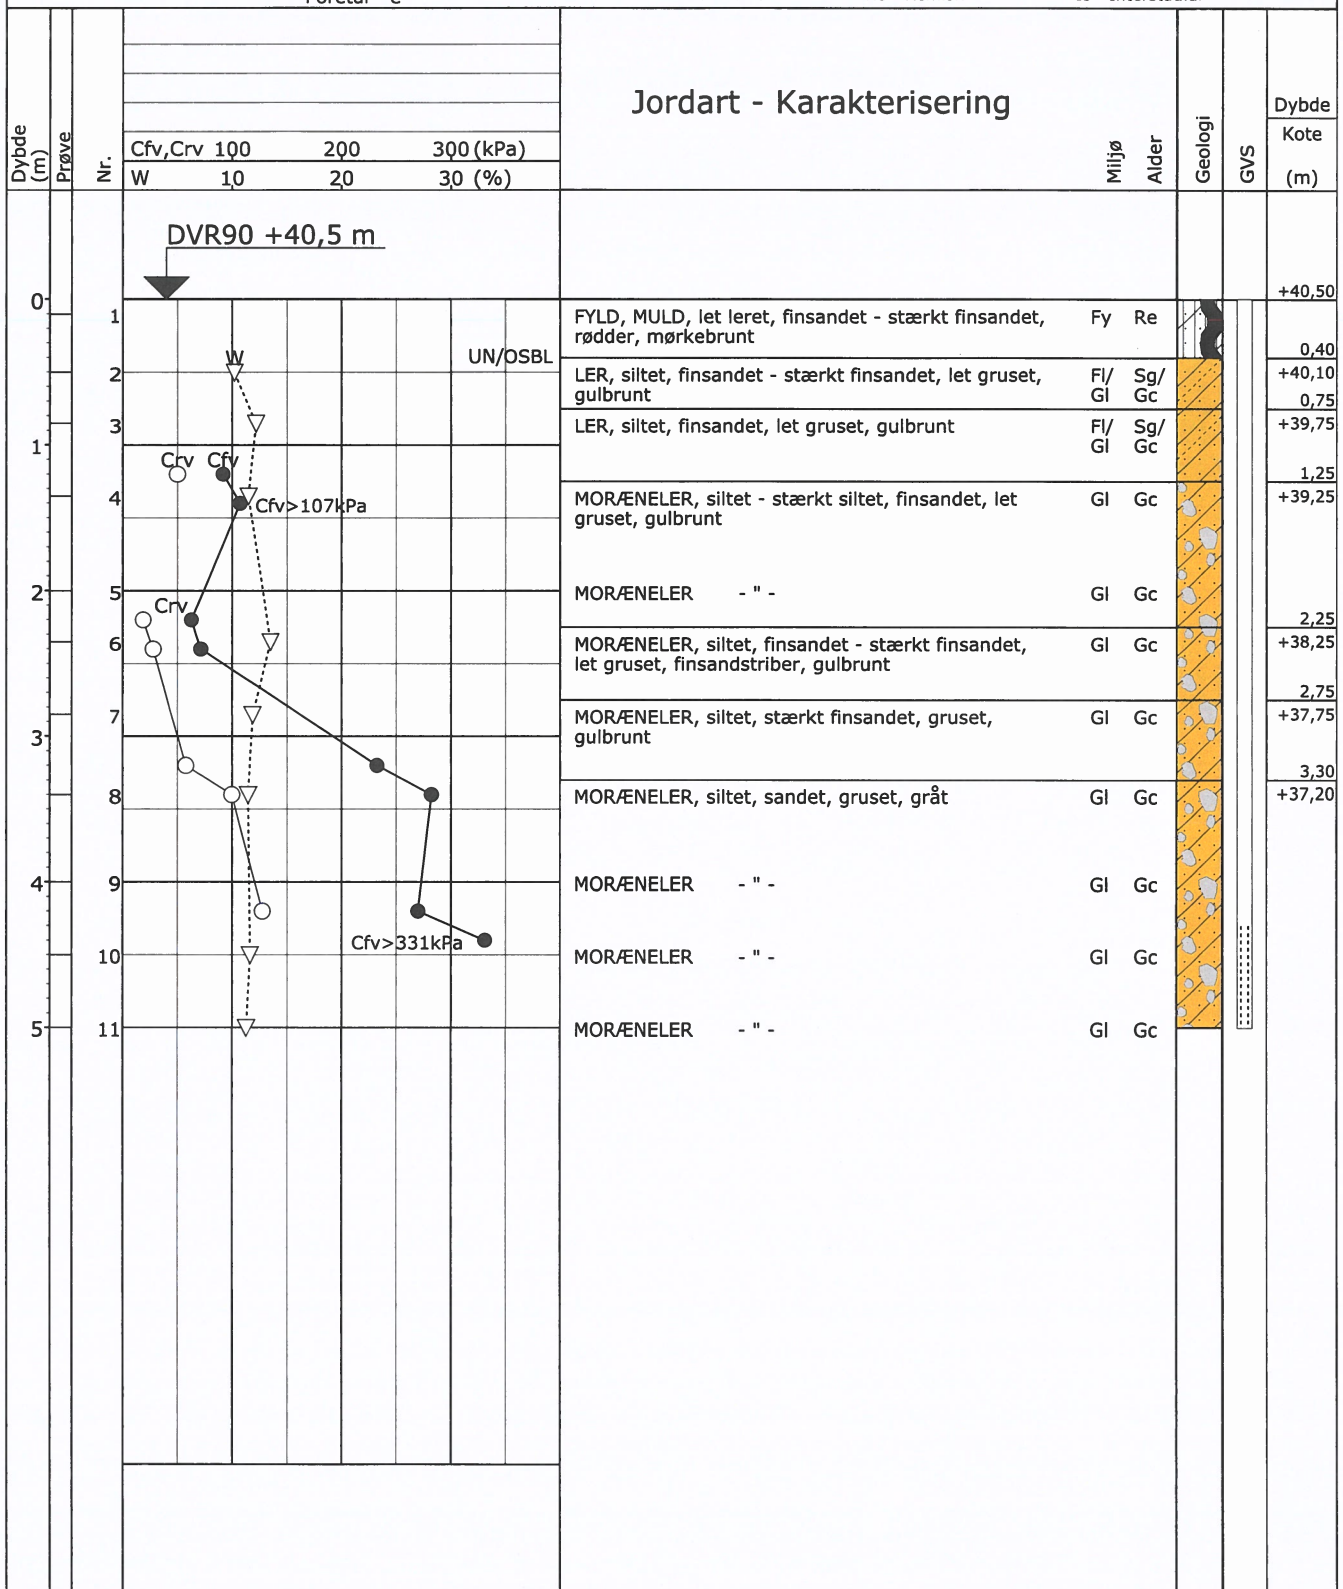 Jordart - Karakterisering
Dybde (m)
Prøve
Nr.
Cfv,Crv 100 200 300 (kPa)
W 10 20 30 (%)
Miljø
Alder
Geologi
GVS
Dybde
Kote
(m)
DVR90 +40,5 m
+40,50
0
1 FYLD, MULD, let leret, finsandet - stærkt finsandet, Fy Re
rødder, mørkebrunt
0,40
W UN/OSBL
2 LER, siltet, finsandet - stærkt finsandet, let gruset, Fl/ Sg/ +40,10
gulbrunt Gl Gc 0,75
3 LER, siltet, finsandet, let gruset, gulbrunt Fl/ Sg/ +39,75
1 Gl Gc
Crv Cfv 1,25
4 Cfv>107kPa MORÆNELER, siltet - stærkt siltet, finsandet, let Gl Gc +39,25
gruset, gulbrunt
2 5 MORÆNELER - " - Gl Gc
Crv 2,25
6 MORÆNELER, siltet, finsandet - stærkt finsandet, Gl Gc +38,25
let gruset, finsandstriber, gulbrunt
2,75
7 MORÆNELER, siltet, stærkt finsandet, gruset, Gl Gc +37,75
3 gulbrunt
3,30
8 MORÆNELER, siltet, sandet, gruset, gråt Gl Gc +37,20
4 9 MORÆNELER - " - Gl Gc
Cfv>331kPa
10 MORÆNELER - " - Gl Gc
5 11 MORÆNELER - " - Gl Gc